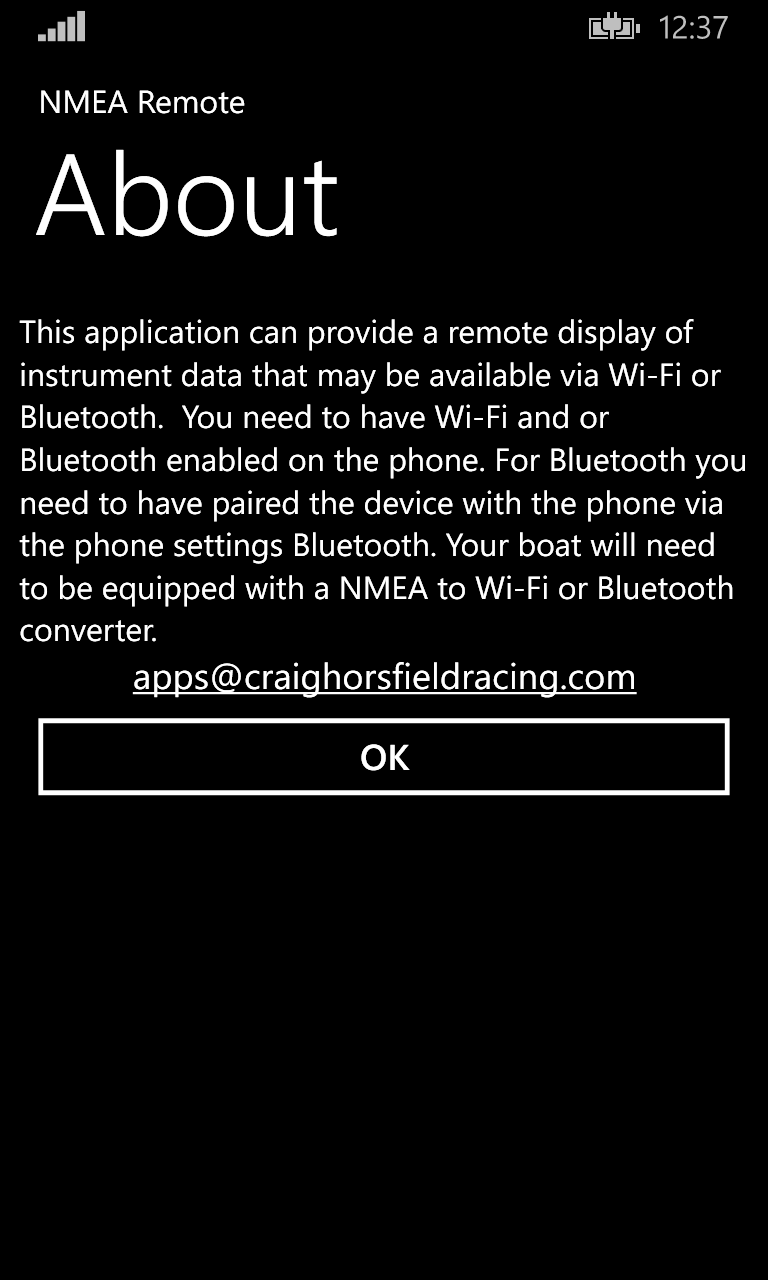 12:37
NMEA Remote
About
This application can provide a remote display of
instrument data that may be available via Wi-Fi or
Bluetooth.  You need to have Wi-Fi and or
Bluetooth enabled on the phone. For Bluetooth you
need to have paired the device with the phone via
the phone settings Bluetooth. Your boat will need
to be equipped with a NMEA to Wi-Fi or Bluetooth
converter.
apps@craighorsfieldracing.com
OK